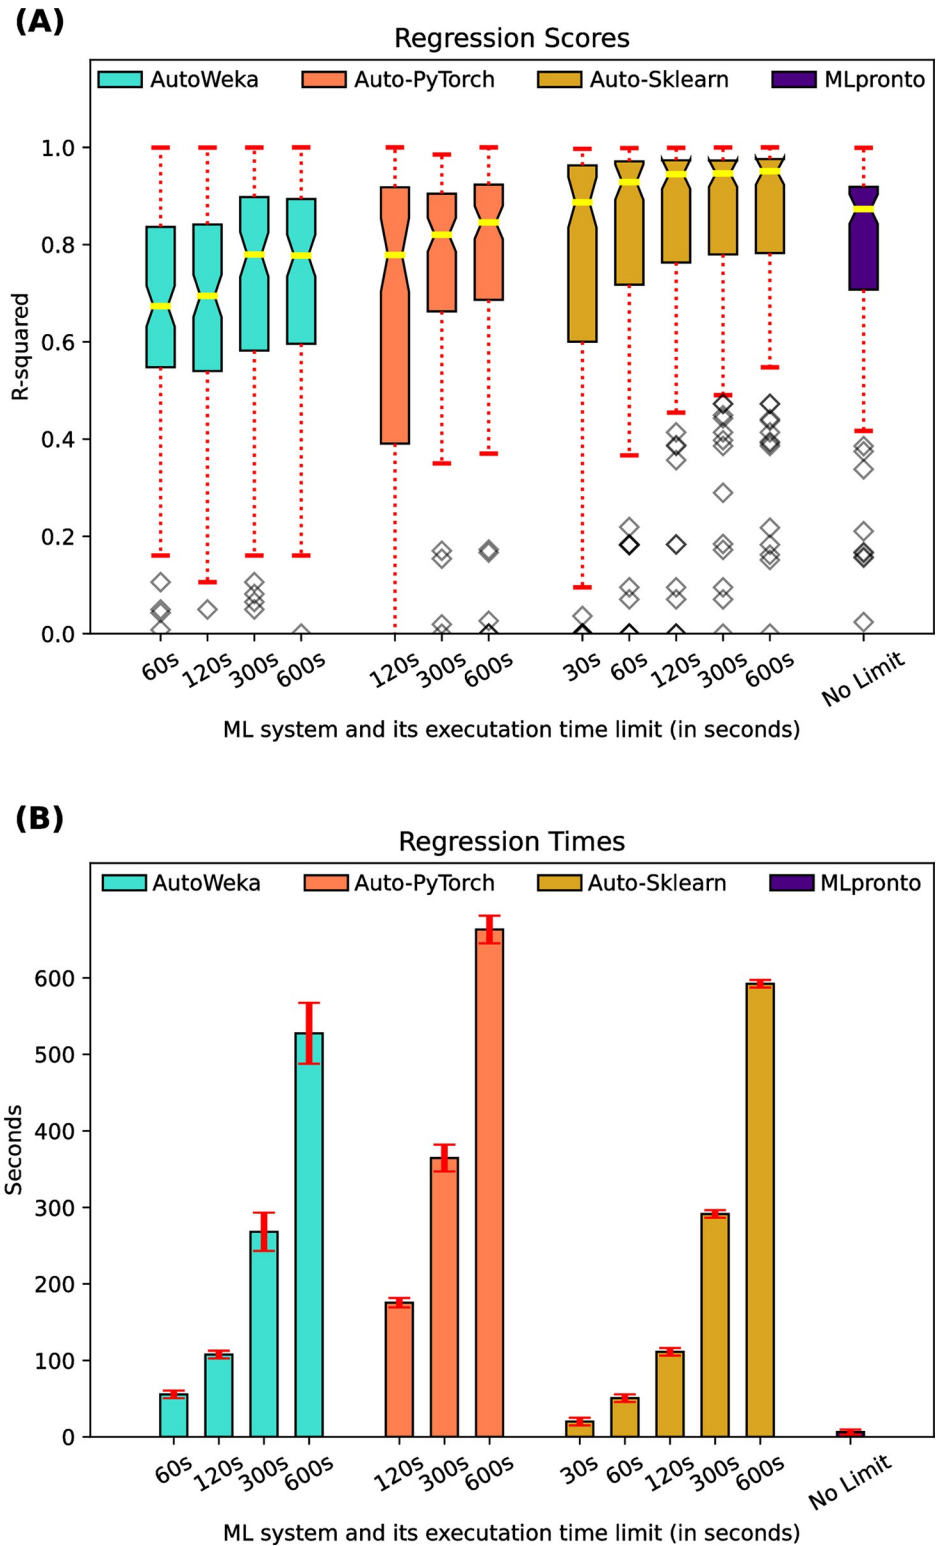 (A)
Regression Scores
AutoWeka Auto-PyTorch Auto-Sklearn MLpronto
1.0
0.8
0.6
0.4
0.2
0.0
R-squared
60s 120s 300s 600s 120s 300s 600s 30s 60s 120s 300s 600s No Limit
ML system and its executation time limit (in seconds)
(B)
Regression Times
AutoWeka Auto-PyTorch Auto-Sklearn MLpronto
600
500
400
300
200
100
0
Seconds
60s 120s 300s 600s 120s 300s 600s 30s 60s 120s 300s 600s No Limit
ML system and its executation time limit (in seconds)